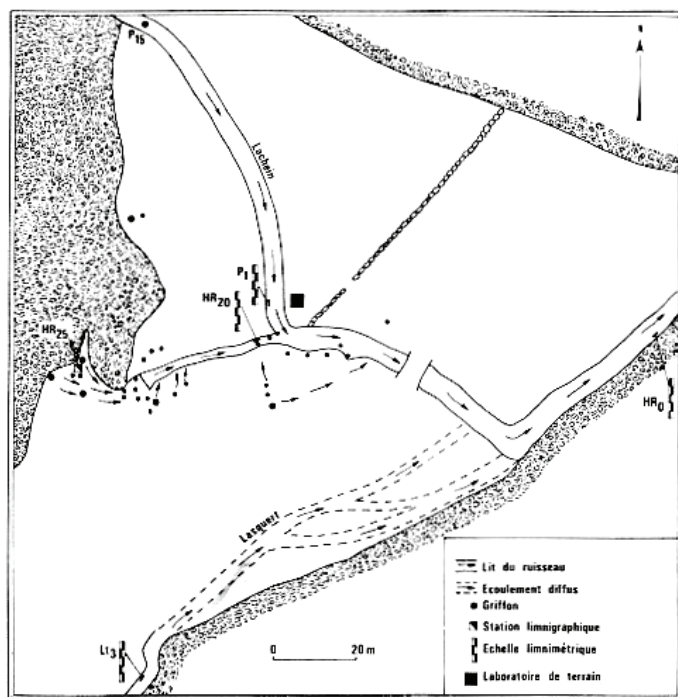 P15
Lachein
P1
HR20
HR25
HR0
Lasquert
Lt3
0 20 m
Lit du ruisseau
Ecoulement diffus
Griffon
Station limnigraphique
Echelle limnimétrique
Laboratoire de terrain